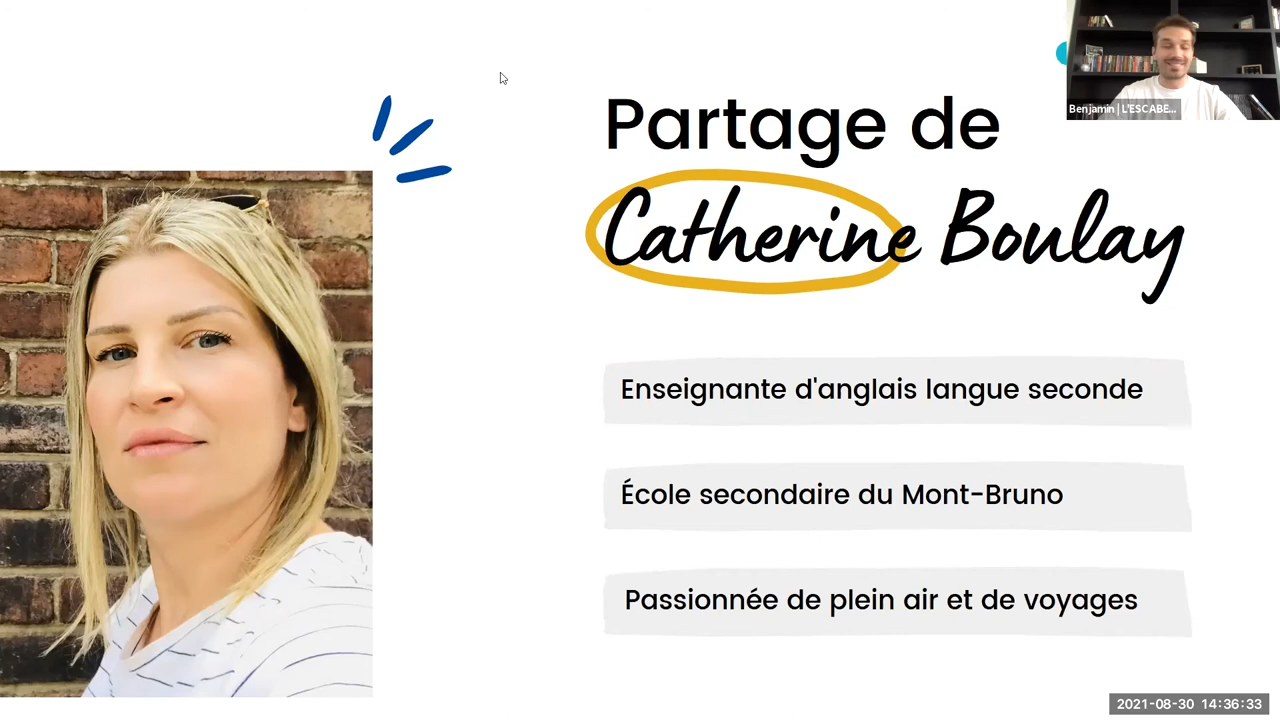 Benjamin | L'ESCABE...
Partage de
Catherine Boulay
Enseignante d'anglais langue seconde
École secondaire du Mont-Bruno
Passionnée de plein air et de voyages
2021-08-30 14:36:33